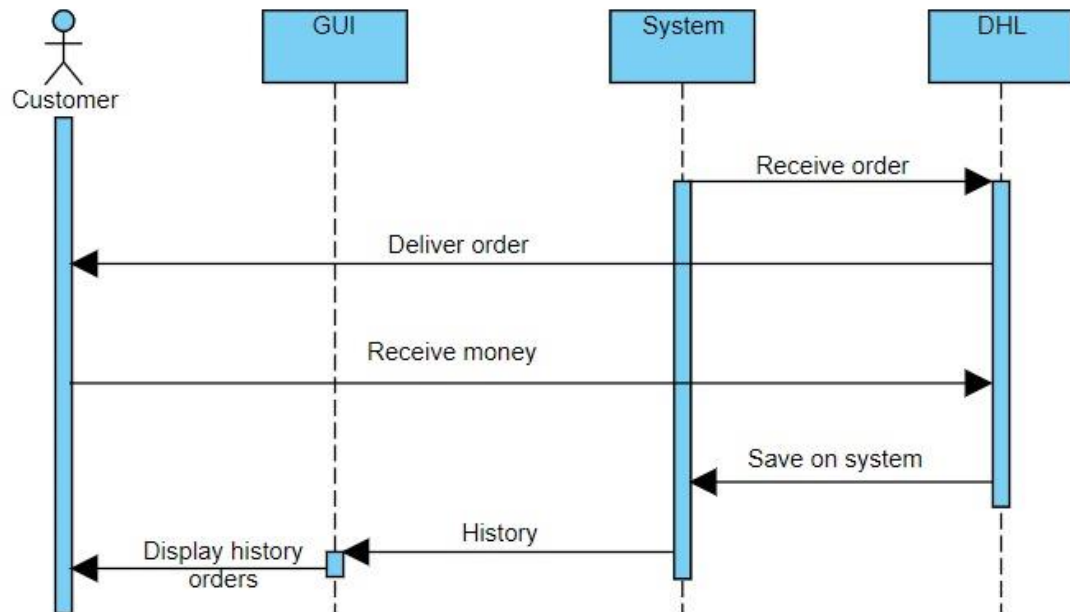 GUI
System
DHL
Customer
Receive order
Deliver order
Receive money
Save on system
History
Display history
orders